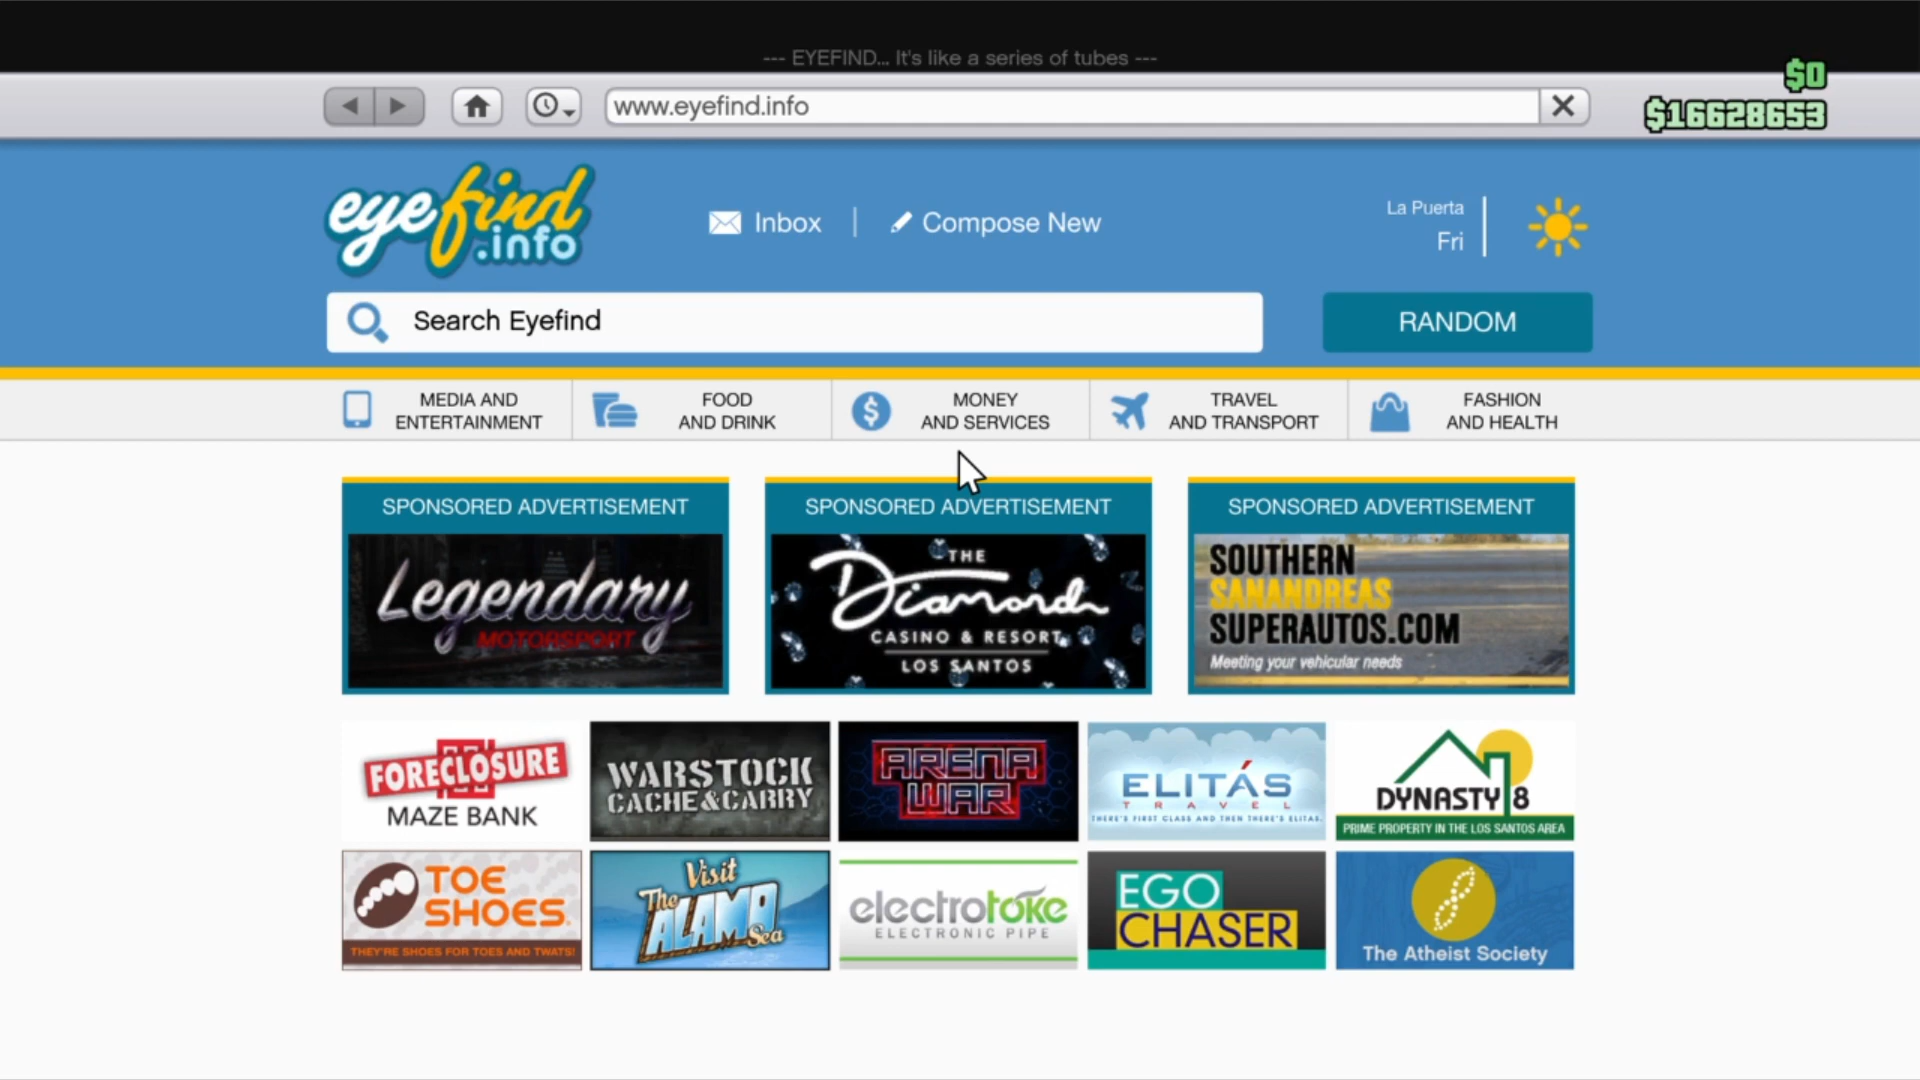 --- EYEFIND... It's like a series of tubes ---
$0
www.eyefind.info
$16628653
eyefind
.info
Inbox
Compose New
La Puerta
Fri
Search Eyefind
RANDOM
MEDIA AND
ENTERTAINMENT
FOOD
AND DRINK
MONEY
AND SERVICES
TRAVEL
AND TRANSPORT
FASHION
AND HEALTH
SPONSORED ADVERTISEMENT
Legendary
MOTORSPORT
SPONSORED ADVERTISEMENT
THE
Diamond
CASINO & RESORT
LOS SANTOS
SPONSORED ADVERTISEMENT
SOUTHERN
SANANDREAS
SUPERAUTOS.COM
Meeting your vehicular needs
FORECLOSURE
MAZE BANK
WARSTOCK
CACHE&CARRY
ARENA
WAR
ELITÁS
TRAVEL
THERE'S FIRST CLASS AND THEN THERE'S ELITAS.
DYNASTY 8
PRIME PROPERTY IN THE LOS SANTOS AREA
TOE
SHOES
THEY'RE SHOES FOR TOES AND TWATS!
Visit
The
ALAMO
Sea
electrotoke
ELECTRONIC PIPE
EGO
CHASER
The Atheist Society